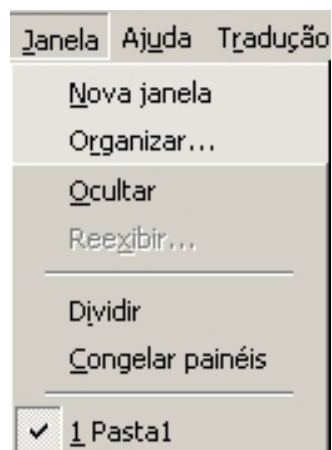 Janela Ajuda Tradução
Nova janela
Organizar...
Ocultar
Reexibir...
Dividir
Congelar painéis
1 Pasta1